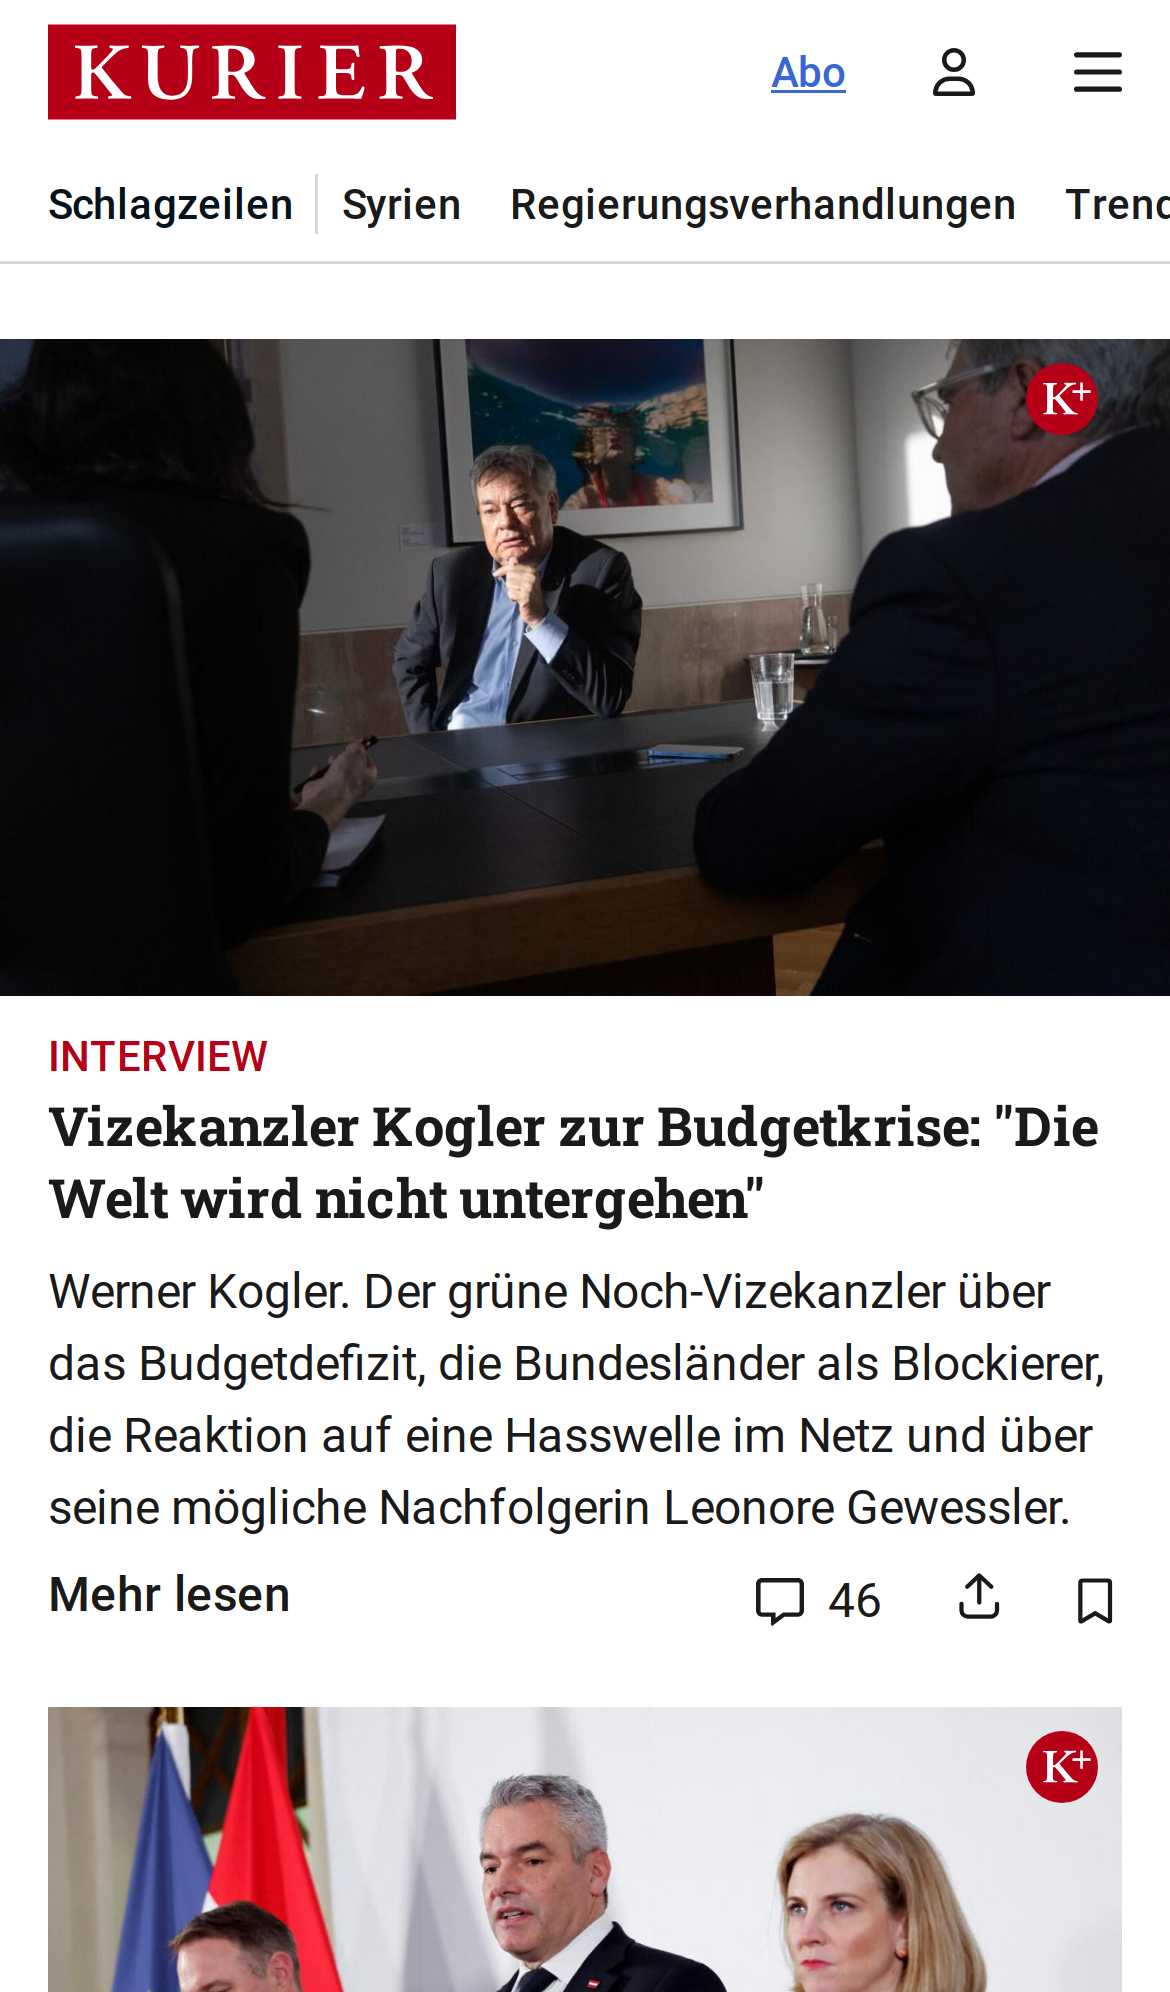 KURIER
Abo
Schlagzeilen
Syrien
Regierungsverhandlungen
Trend
K+
INTERVIEW
Vizekanzler Kogler zur Budgetkrise: "Die
Welt wird nicht untergehen"
Werner Kogler. Der grüne Noch-Vizekanzler über
das Budgetdefizit, die Bundesländer als Blockierer,
die Reaktion auf eine Hasswelle im Netz und über
seine mögliche Nachfolgerin Leonore Gewessler.
Mehr lesen
46
K+